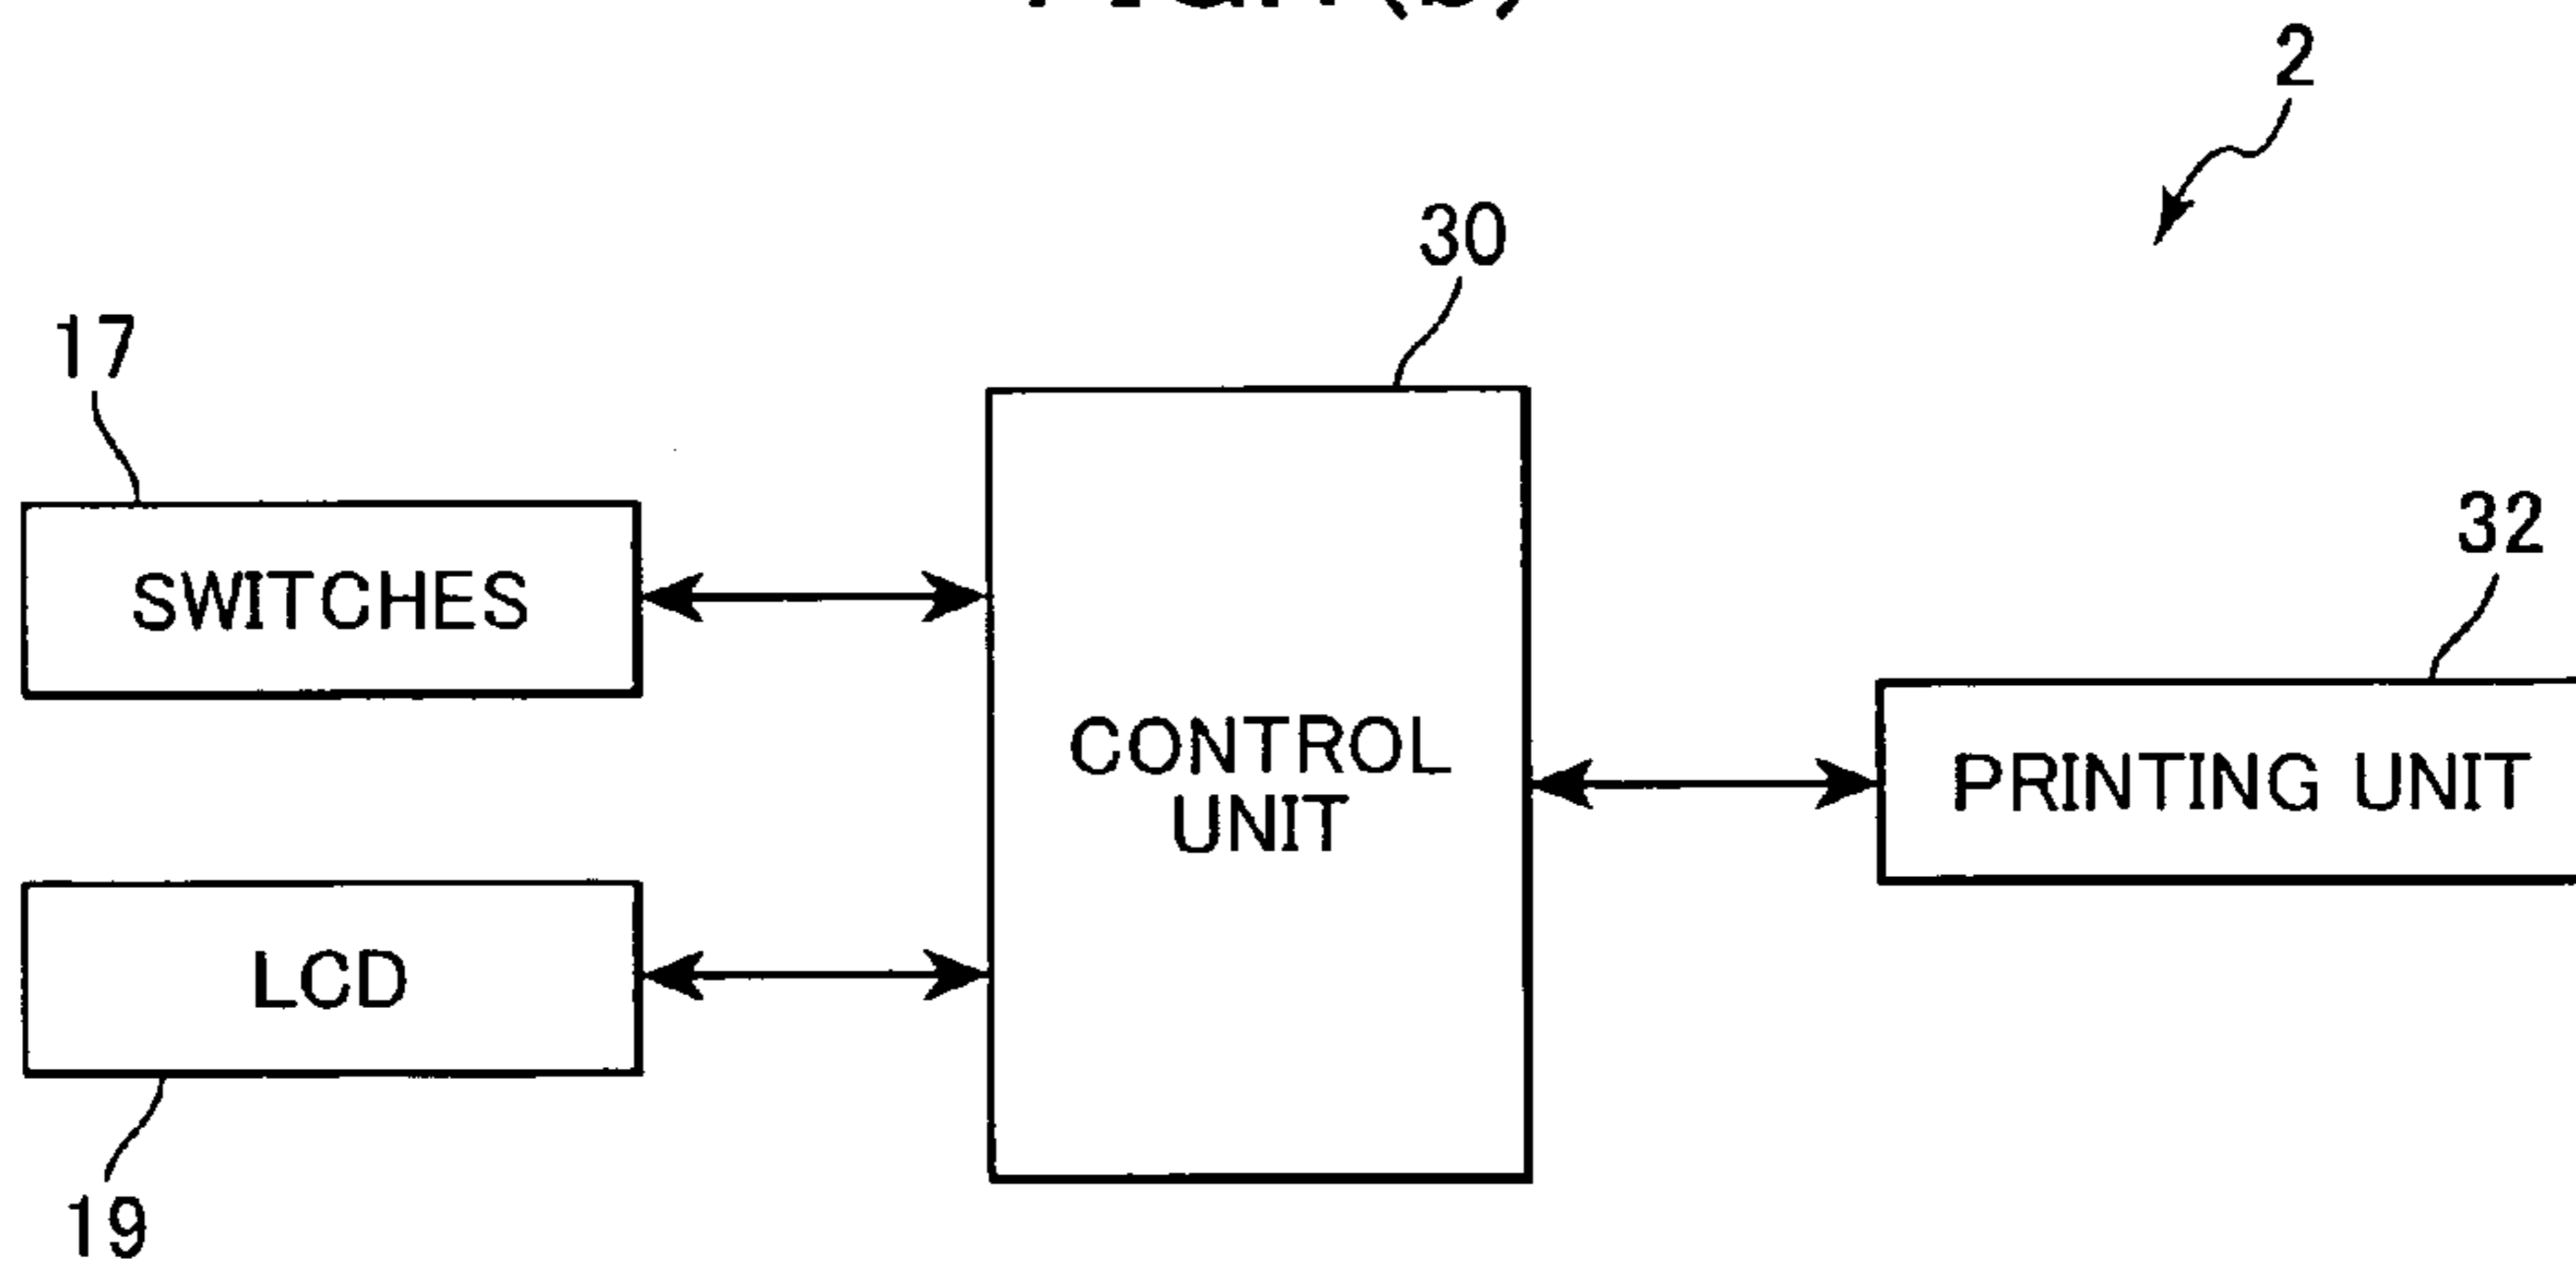 2
30
17
32
SWITCHES
CONTROL
UNIT
PRINTING UNIT
LCD
19